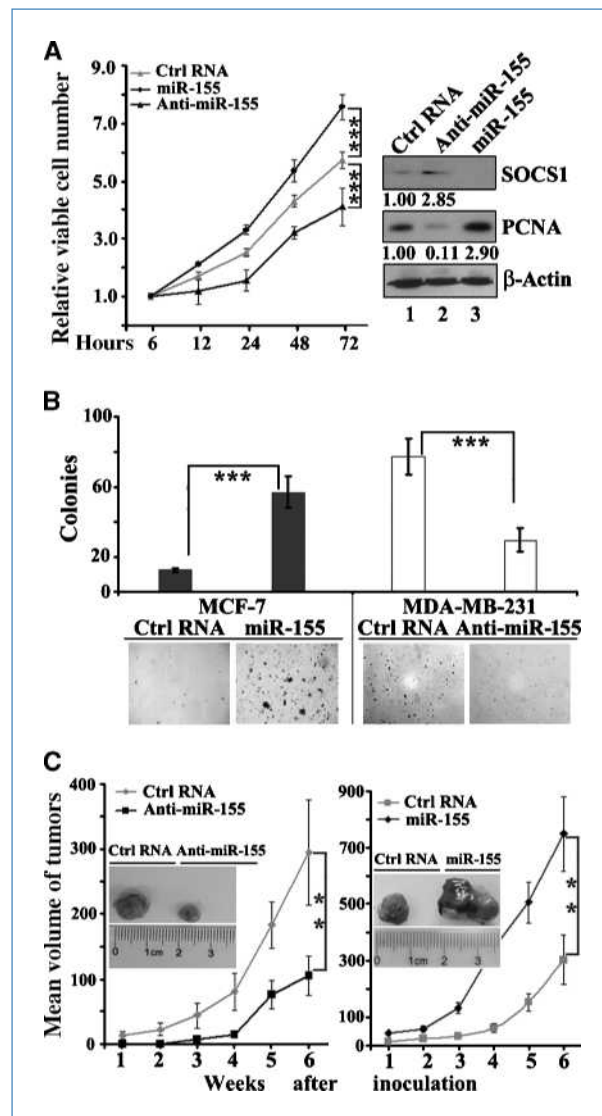 A
9.0
Ctrl RNA
miR-155
Anti-miR-155
7.0
5.0
3.0
1.0
Relative viable cell number
***
***
Hours 6 12 24 48 72
Ctrl RNA
Anti-miR-155
miR-155
SOCS1
1.00 2.85
PCNA
1.00 0.11 2.90
β-Actin
1 2 3
B
100
60
20
0
Colonies
***
***
MCF-7
MDA-MB-231
Ctrl RNA miR-155
Ctrl RNA Anti-miR-155
C
400
300
200
100
0
Mean volume of tumors
Ctrl RNA
Anti-miR-155
Ctrl RNA Anti-miR-155
0 1cm 2 3
**
1 2 3 4 5 6
900
700
500
300
100
0
Ctrl RNA
miR-155
Ctrl RNA miR-155
0 1cm 2 3
**
1 2 3 4 5 6
Weeks after inoculation